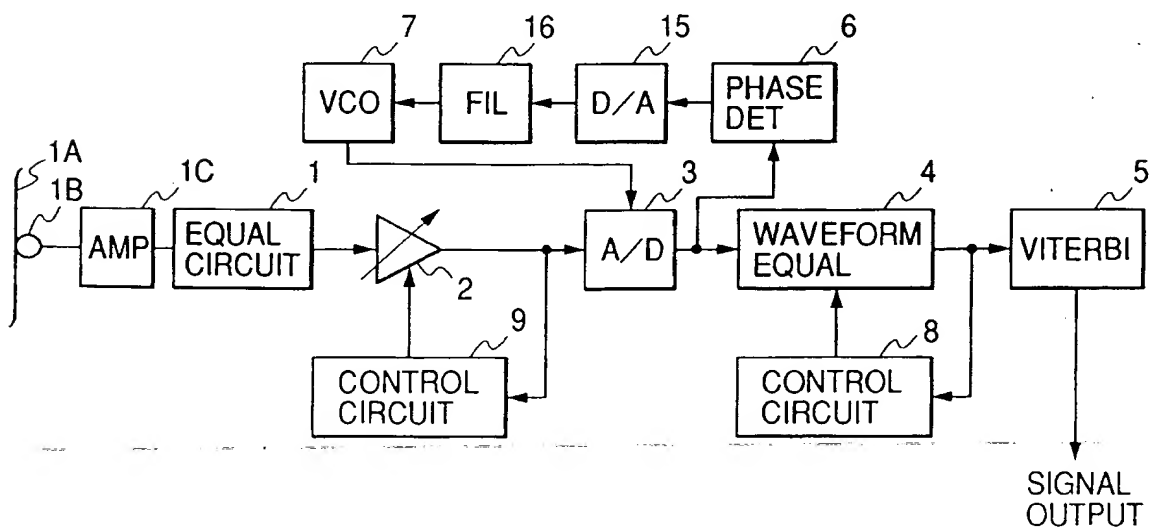 7 16 15 6
VCO FIL D/A PHASE
DET
1A 1B 1C 1 3 4 5
AMP EQUAL
CIRCUIT A/D WAVEFORM
EQUAL VITERBI
2
9 8
CONTROL
CIRCUIT CONTROL
CIRCUIT
SIGNAL
OUTPUT